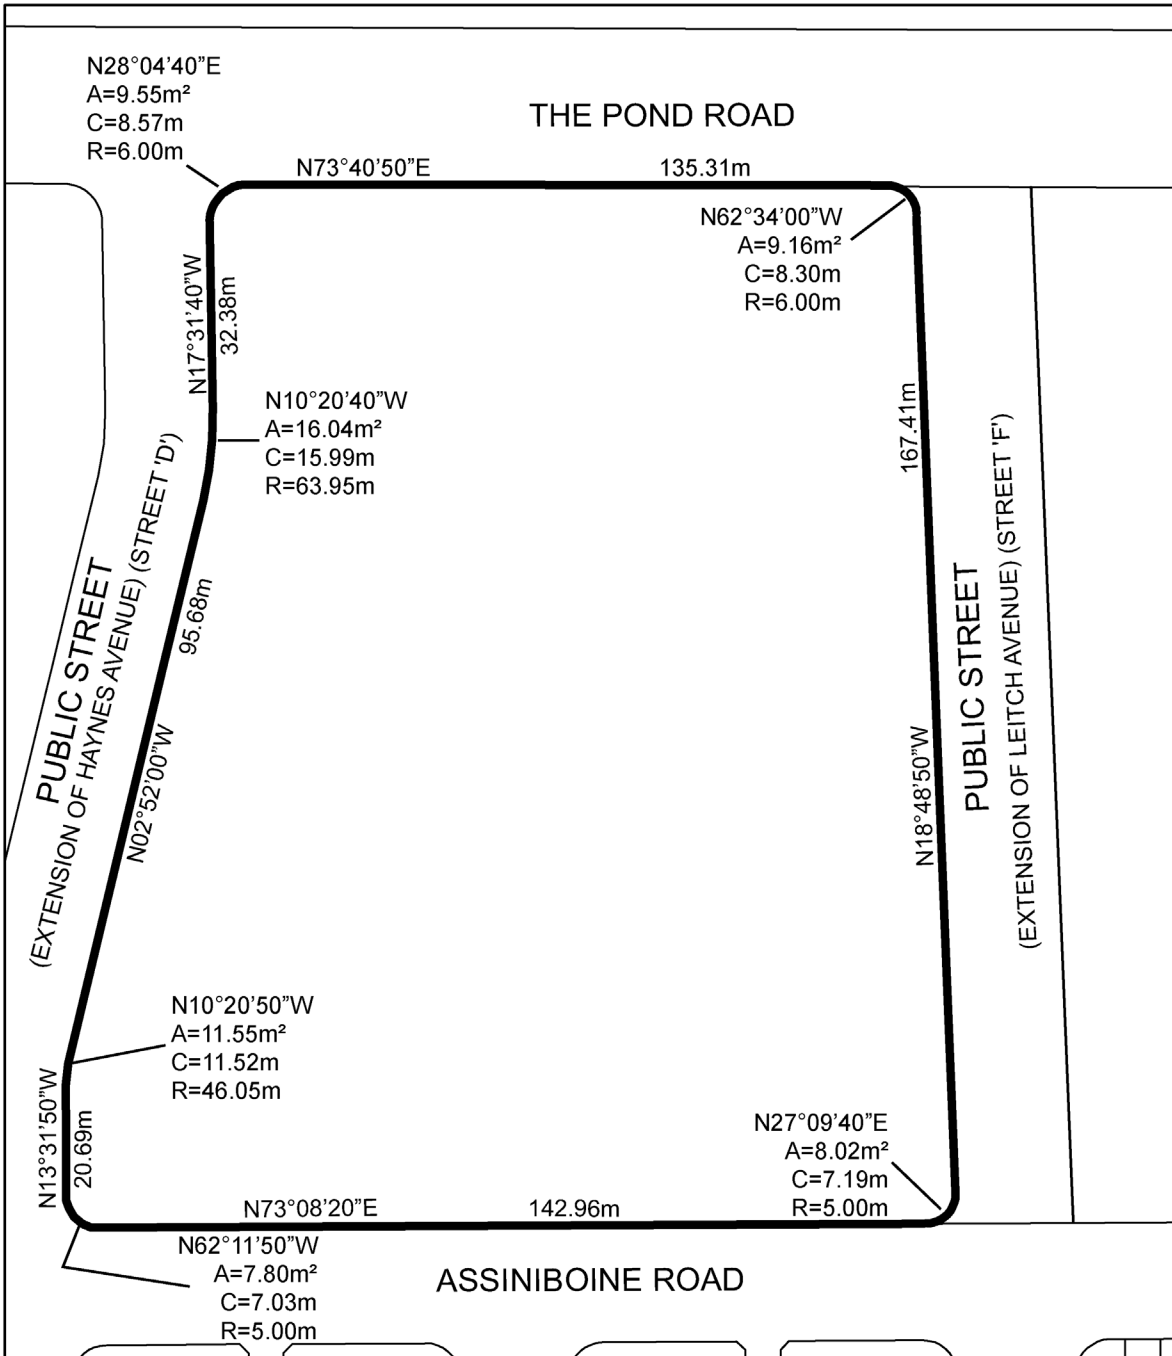 N28°04'40"E
A=9.55m²
C=8.57m
R=6.00m
THE POND ROAD
N73°40'50"E
135.31m
N62°34'00"W
A=9.16m²
C=8.30m
R=6.00m
N17°31'40"W
32.38m
N10°20'40"W
A=16.04m²
C=15.99m
R=63.95m
167.41m
PUBLIC STREET
(EXTENSION OF HAYNES AVENUE) (STREET 'D')
95.68m
N02°52'00"W
N18°48'50"W
PUBLIC STREET
(EXTENSION OF LEITCH AVENUE) (STREET 'F')
N10°20'50"W
A=11.55m²
C=11.52m
R=46.05m
N13°31'50"W
20.69m
N27°09'40"E
A=8.02m²
C=7.19m
R=5.00m
N73°08'20"E
142.96m
N62°11'50"W
A=7.80m²
C=7.03m
R=5.00m
ASSINIBOINE ROAD